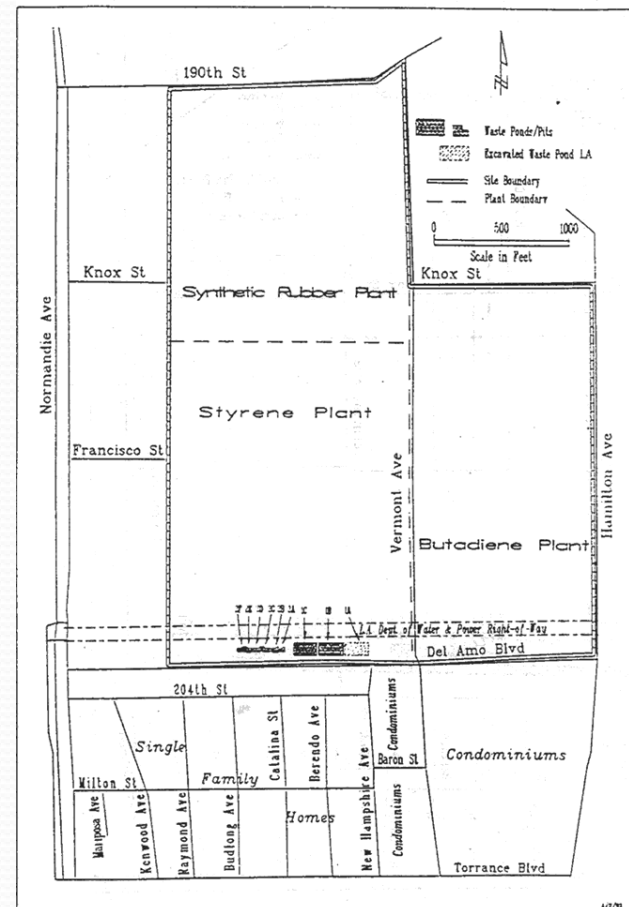 190th St
N
Waste Ponds/Pits
Excavated Waste Pond LA
Site Boundary
Plant Boundary
0 500 1000
Scale in Feet
Knox St
Knox St
Synthetic Rubber Plant
Normandie Ave
Styrene Plant
Francisco St
Vermont Ave
Hamilton Ave
Butadiene Plant
L.A. Dept of Water & Power Right-of-Way
Del Amo Blvd
204th St
Single
Family
Homes
Catalina St
Berendo Ave
New Hampshire Ave
Condominiums
Baron St
Condominiums
Condominiums
Milton St
Mariposa Ave
Kenwood Ave
Raymond Ave
Budlong Ave
Torrance Blvd